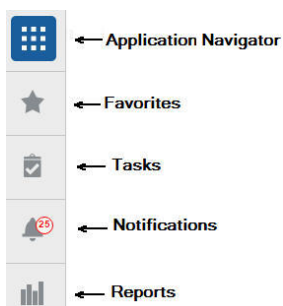 Application Navigator
Favorites
Tasks
25
Notifications
Reports